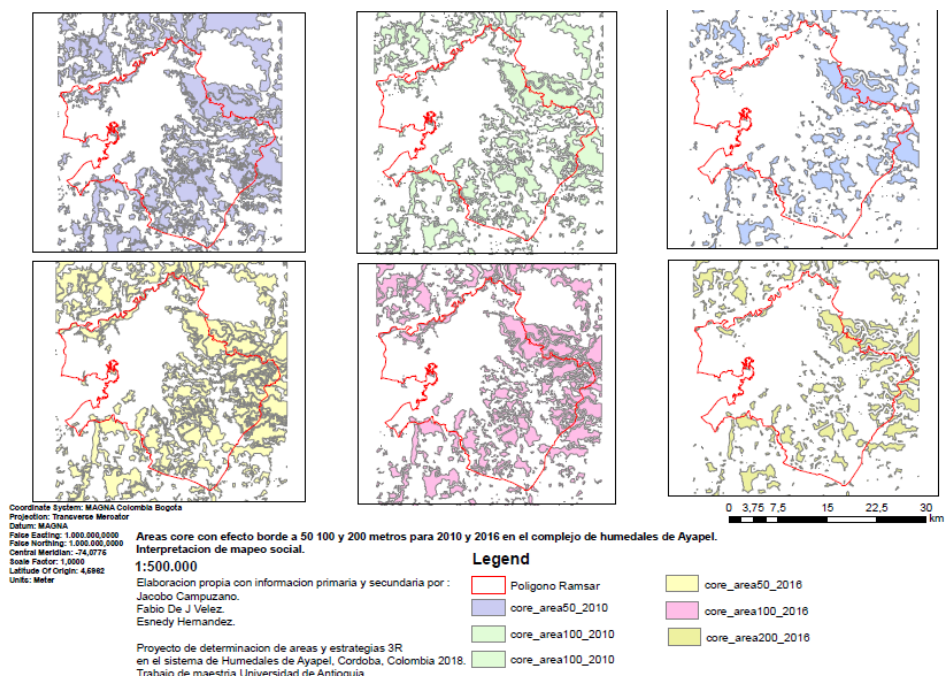 Coordinate System: MAGNA Colombia Bogota
Projection: Transverse Mercator
Datum: MAGNA
False Easting: 1.000.000,0000
False Northing: 1.000.000,0000
Central Meridian: -74,0776
Scale Factor: 1,0000
Latitude Of Origin: 4,5962
Units: Meter
Areas core con efecto borde a 50 100 y 200 metros para 2010 y 2016 en el complejo de humedales de Ayapel.
Interpretacion de mapeo social.
1:500.000
Elaboracion propia con informacion primaria y secundaria por :
Jacobo Campuzano.
Fabio De J Velez.
Esnedy Hernandez.
Proyecto de determinacion de areas y estrategias 3R
en el sistema de Humedales de Ayapel, Cordoba, Colombia 2018.
Trabajo de maestria Universidad de Antioquia
Legend
Poligono Ramsar
core_area50_2010
core_area100_2010
core_area100_2010
core_area50_2016
core_area100_2016
core_area200_2016
0 3,75 7,5 15 22,5 30
km